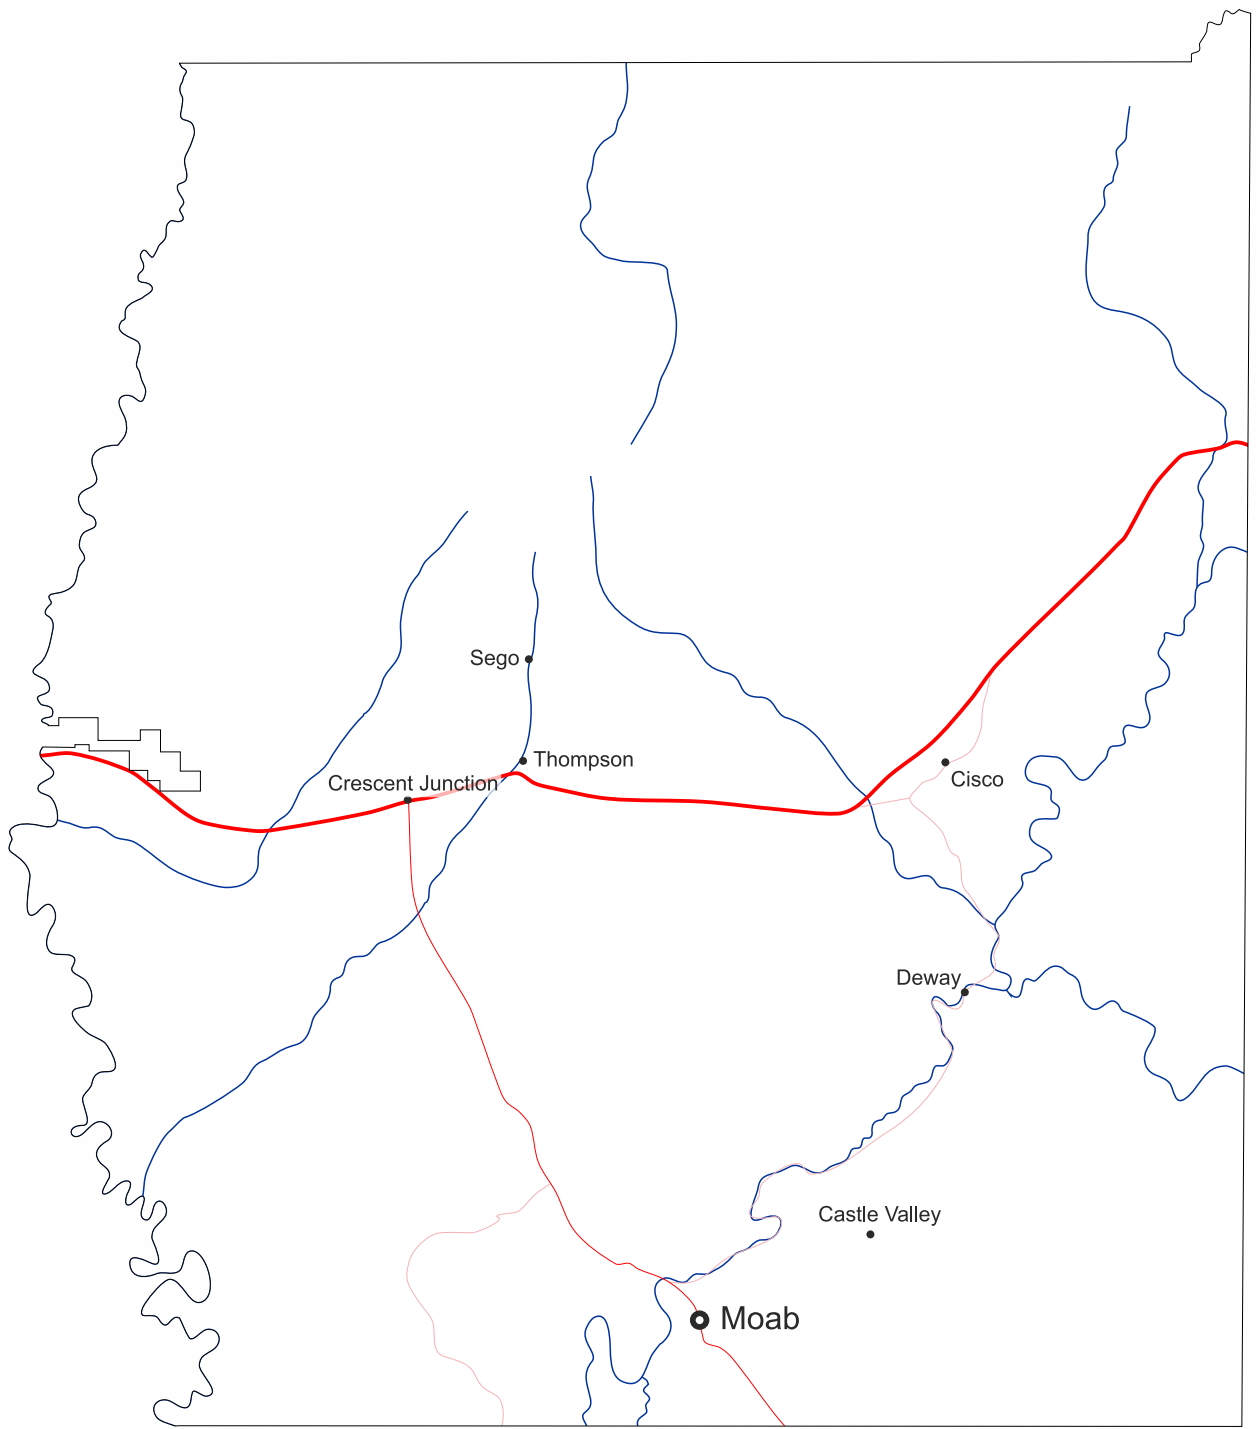 Sego
Thompson
Crescent Junction
Cisco
Deway
Castle Valley
Moab